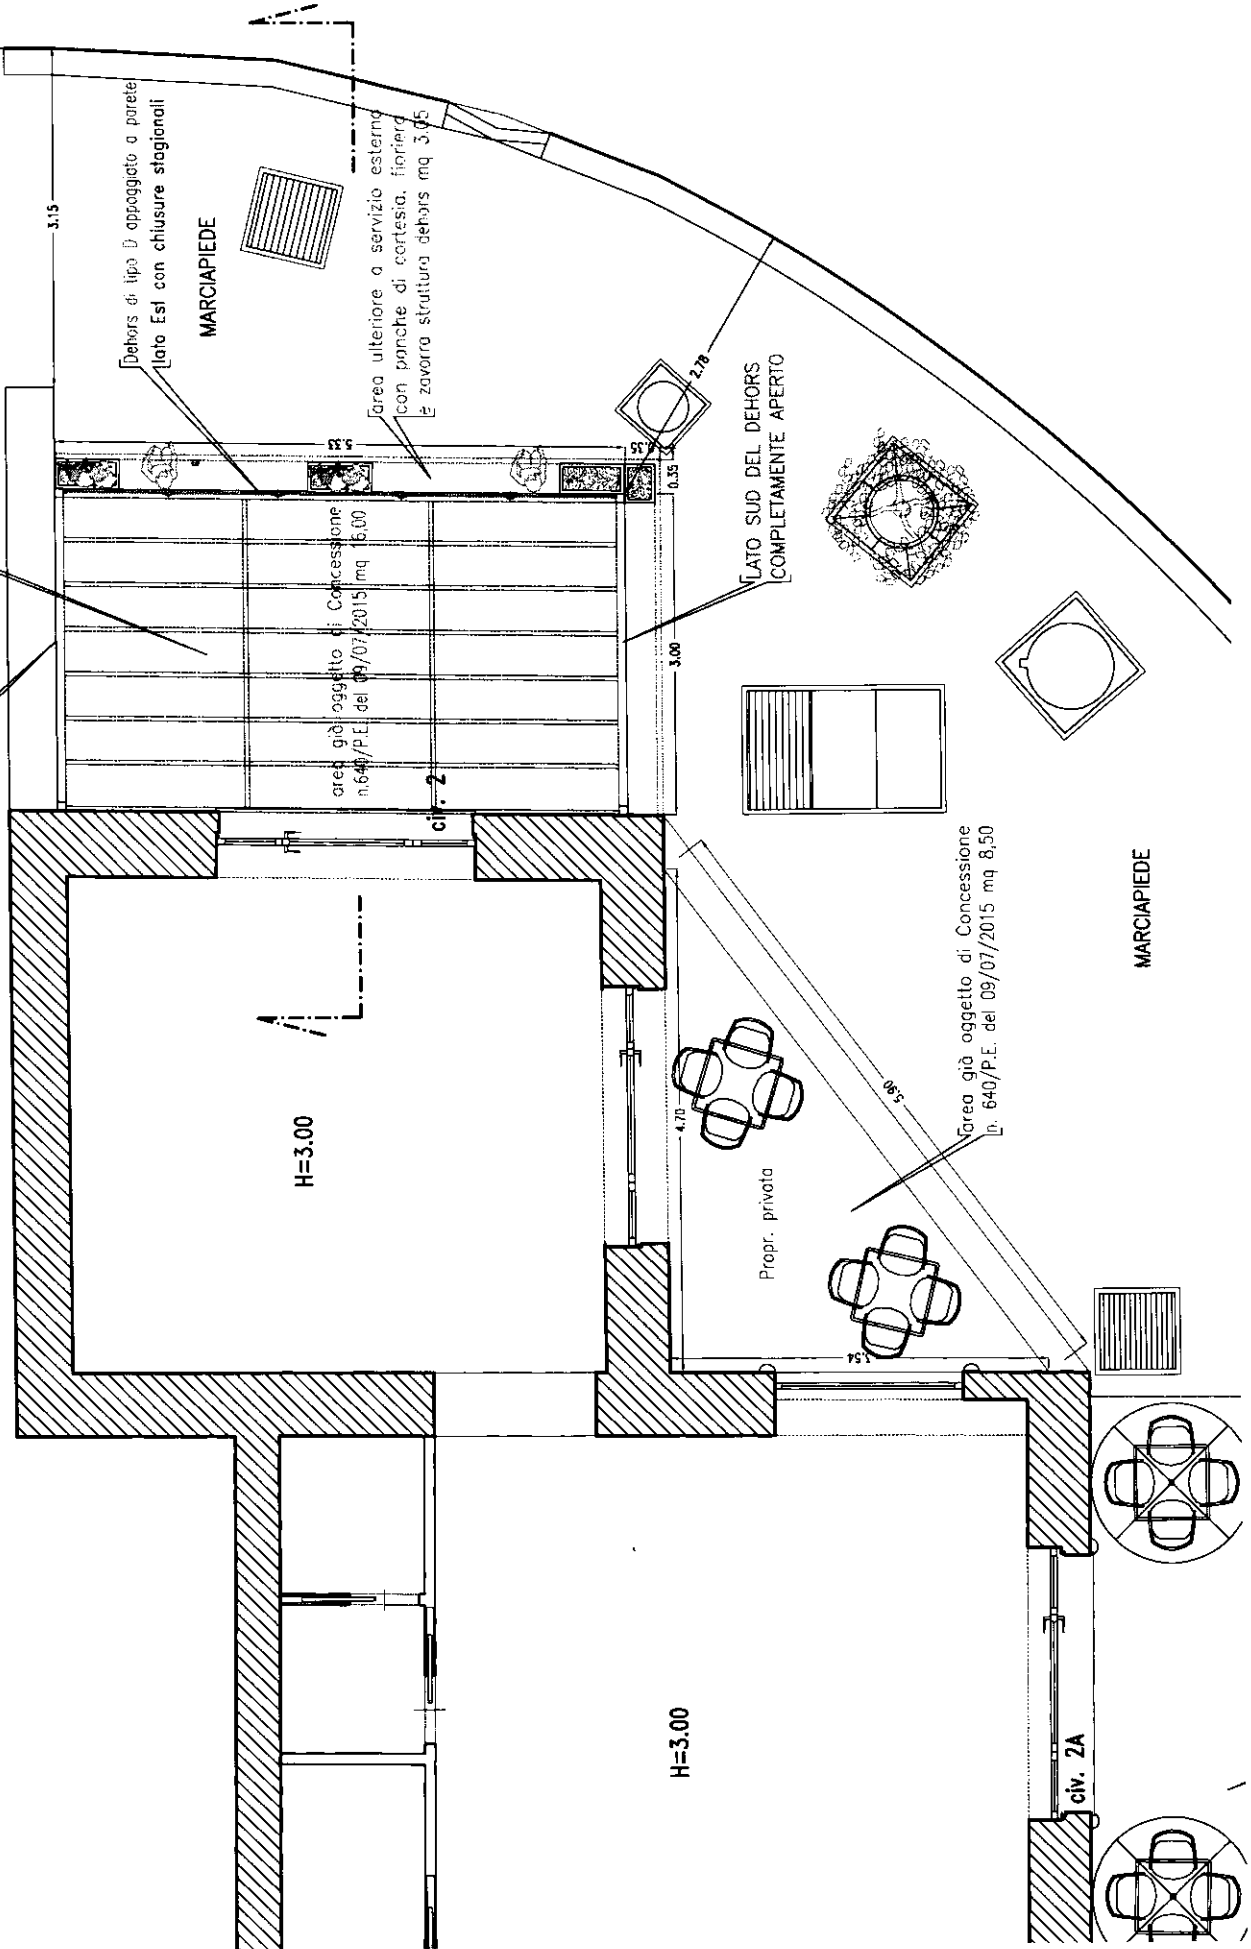 3.15
Dehors di tipo D appoggiato a parete
lato Est con chiusure stagionali
MARCIAPIEDE
area ulteriore a servizio esterno
con panche di cortesia, fioriere
e zavorra struttura dehors mq 3.05
5.33
0.35
0.35
2.78
LATO SUD DEL DEHORS
COMPLETAMENTE APERTO
area già oggetto di Concessione
n.640/P.E. del 09/07/2015 mq 16,00
civ. 2
3.00
H=3.00
4.70
5.90
3.54
Propr. privata
area già oggetto di Concessione
n. 640/P.E. del 09/07/2015 mq 8,50
MARCIAPIEDE
H=3.00
civ. 2A